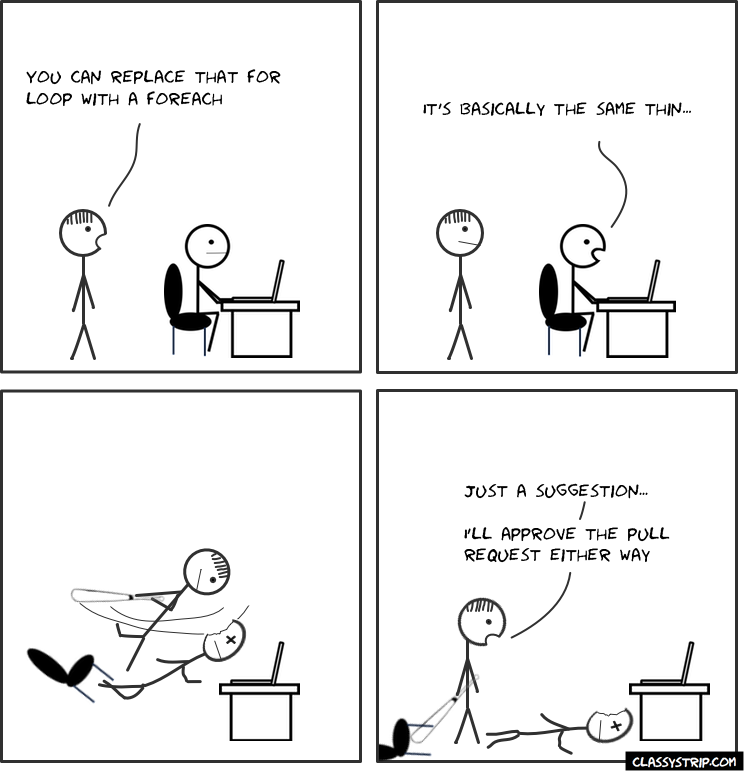 YOU CAN REPLACE THAT FOR
LOOP WITH A FOREACH
IT'S BASICALLY THE SAME THIN...
JUST A SUGGESTION...
I'LL APPROVE THE PULL
REQUEST EITHER WAY
CLASSYSTRIP.COM